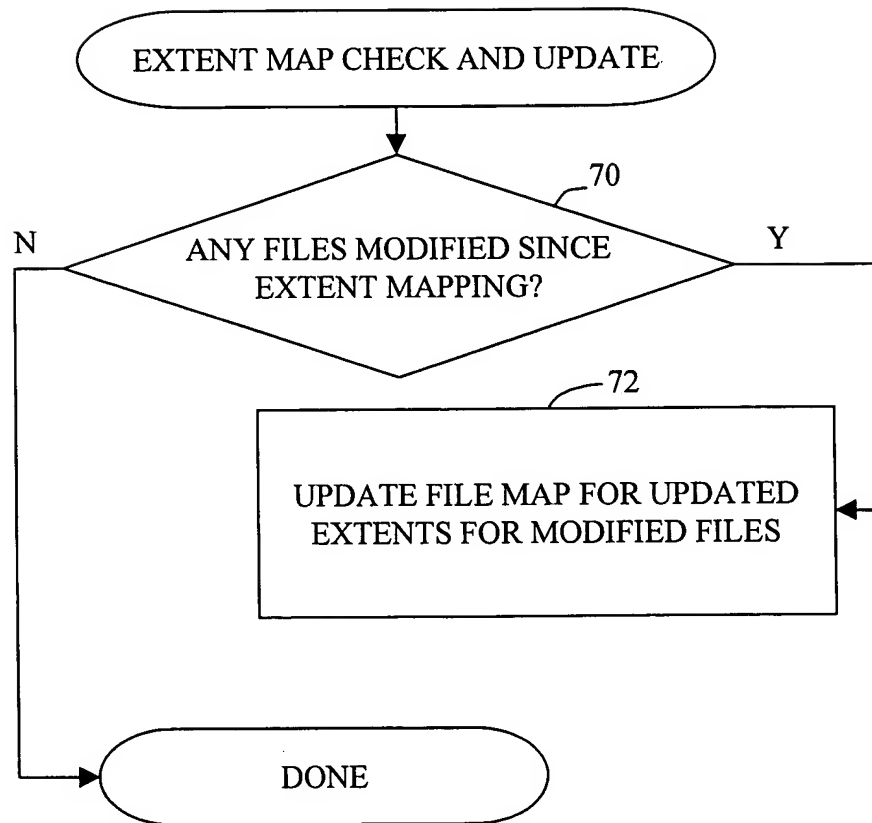 EXTENT MAP CHECK AND UPDATE
70
N
ANY FILES MODIFIED SINCE
EXTENT MAPPING?
Y
72
UPDATE FILE MAP FOR UPDATED
EXTENTS FOR MODIFIED FILES
DONE